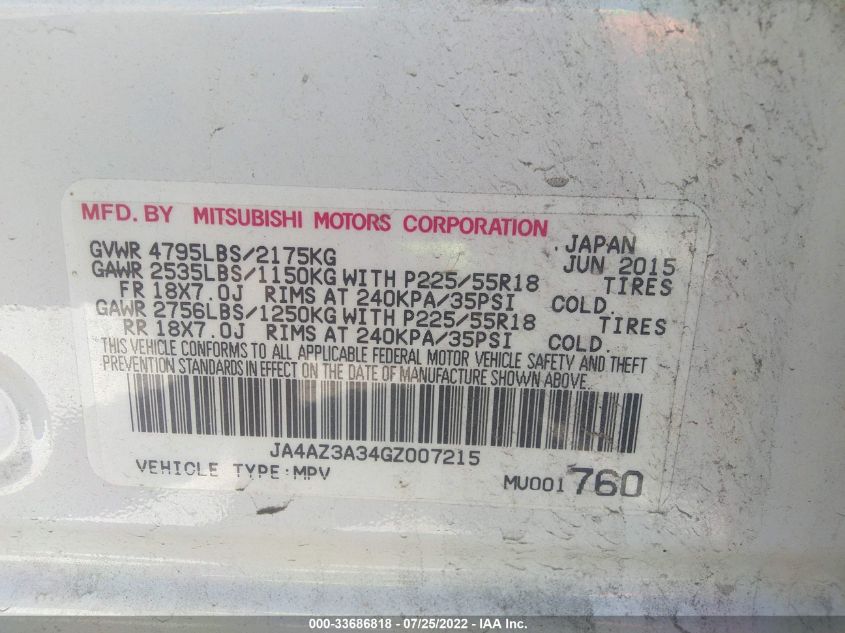 MFD. BY MITSUBISHI MOTORS CORPORATION
. JAPAN
GVWR 4795LBS/2175KG JUN 2015
GAWR 2535LBS/1150KG WITH P225/55R18 TIRES
FR 18X7.0J RIMS AT 240KPA/35PSI COLD.
GAWR 2756LBS/1250KG WITH P225/55R18 TIRES
RR 18X7.0J RIMS AT 240KPA/35PSI COLD.
THIS VEHICLE CONFORMS TO ALL APPLICABLE FEDERAL MOTOR VEHICLE SAFETY AND THEFT
PREVENTION STANDARDS IN EFFECT ON THE DATE OF MANUFACTURE SHOWN ABOVE.
JA4AZ3A34GZ007215
VEHICLE TYPE:MPV MU001 760
000-33686818 - 07/25/2022 - © IAA Inc.